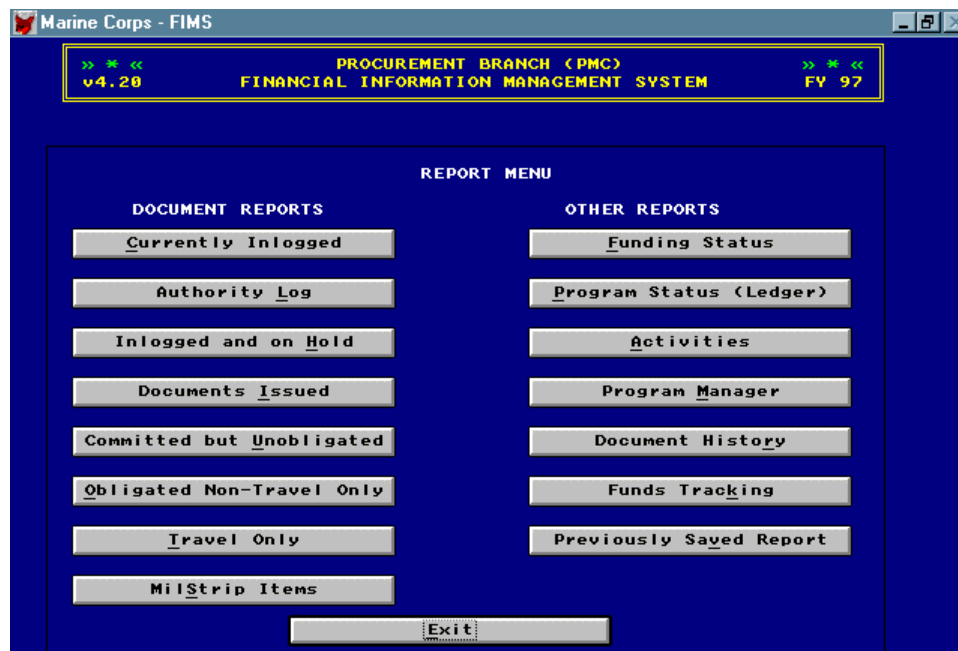 Marine Corps - FIMS
» * « PROCUREMENT BRANCH (PMC) » * «
v4.20 FINANCIAL INFORMATION MANAGEMENT SYSTEM FY 97
REPORT MENU
DOCUMENT REPORTS OTHER REPORTS
Currently Inlogged Funding Status
Authority Log Program Status (Ledger)
Inlogged and on Hold Activities
Documents Issued Program Manager
Committed but Unobligated Document History
Obligated Non-Travel Only Funds Tracking
Travel Only Previously Saved Report
MilStrip Items
Exit